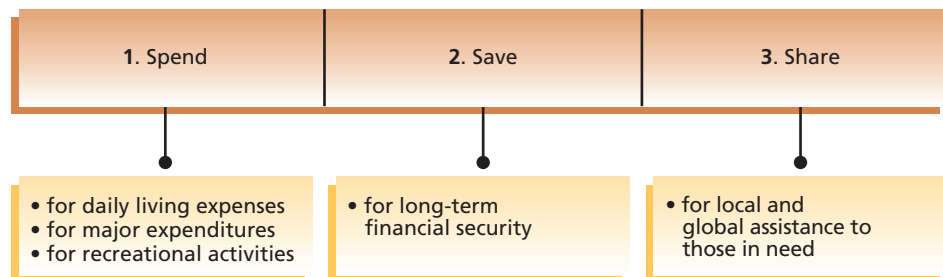 1. Spend
2. Save
3. Share
• for daily living expenses
• for major expenditures
• for recreational activities
• for long-term
financial security
• for local and
global assistance to
those in need